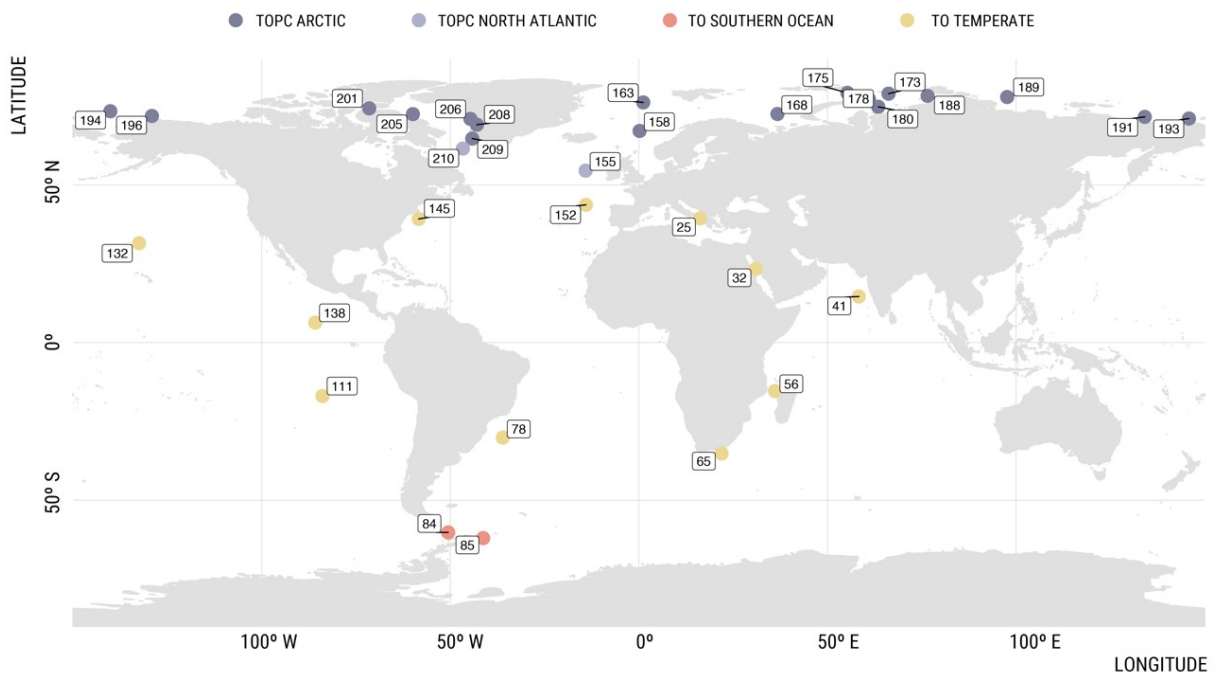 TOPC ARCTIC TOPC NORTH ATLANTIC TO SOUTHERN OCEAN TO TEMPERATE
LATITUDE
50º N
0º
50º S
175 173 189
163 178 188
201 206 208 168 180
194 196 205 158 191 193
209
210 155
145
152 25
132
32
41
138
111 56
78
65
84
85
100º W 50º W 0º 50º E 100º E
LONGITUDE